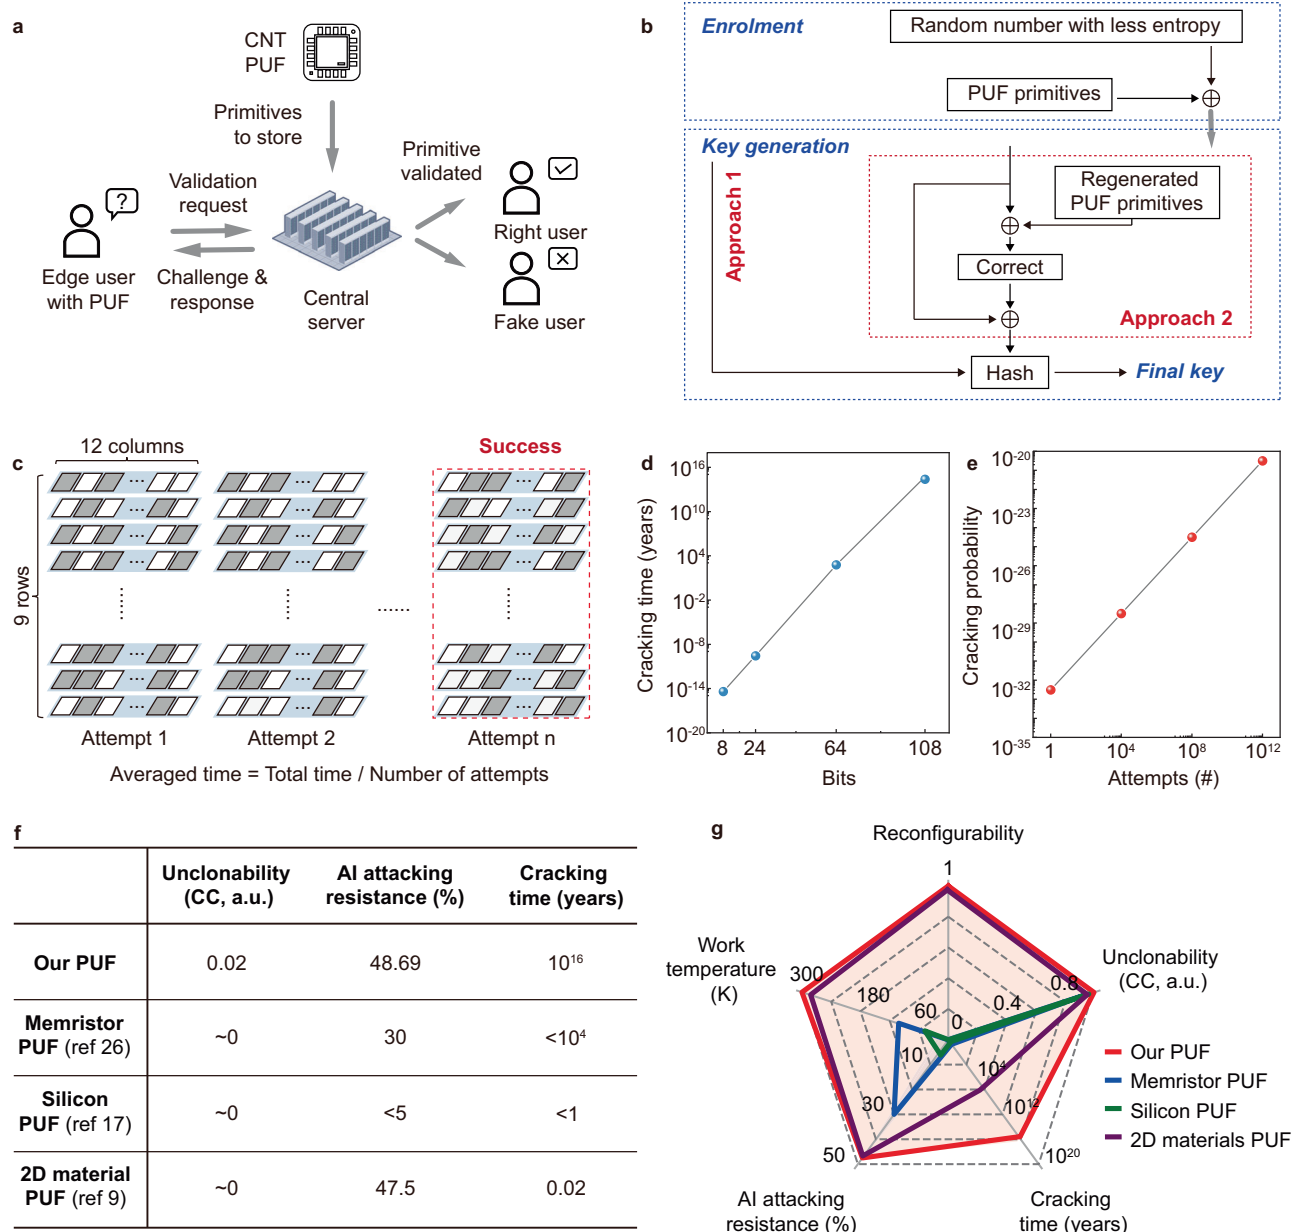 a
CNT
PUF
Primitives
to store
Primitive
validated
Validation
request
?
Right user
Edge user
with PUF
Challenge &
response
Central
server
Fake user
b
Enrolment
Random number with less entropy
PUF primitives
Key generation
Approach 1
Regenerated
PUF primitives
Correct
Approach 2
Hash
Final key
c
12 columns
Success
9 rows
Attempt 1
Attempt 2
Attempt n
Averaged time = Total time / Number of attempts
d
Cracking time (years)
10¹⁶
10¹⁰
10⁴
10⁻²
10⁻⁸
10⁻¹⁴
10⁻²⁰
8
24
64
108
Bits
e
Cracking probability
10⁻²⁰
10⁻²³
10⁻²⁶
10⁻²⁹
10⁻³²
10⁻³⁵
1
10⁴
10⁸
10¹²
Attempts (#)
f
Unclonability (CC, a.u.)
AI attacking resistance (%)
Cracking time (years)
Our PUF 0.02 48.69 10¹⁶
Memristor PUF (ref 26) ~0 30 <10⁴
Silicon PUF (ref 17) ~0 <5 <1
2D material PUF (ref 9) ~0 47.5 0.02
g
Reconfigurability
1
Work
temperature
(K)
300
180
60
0
Unclonability
(CC, a.u.)
0.8
0.4
10
30
50
10⁴
10¹²
10²⁰
AI attacking
resistance (%)
Cracking
time (years)
Our PUF
Memristor PUF
Silicon PUF
2D materials PUF